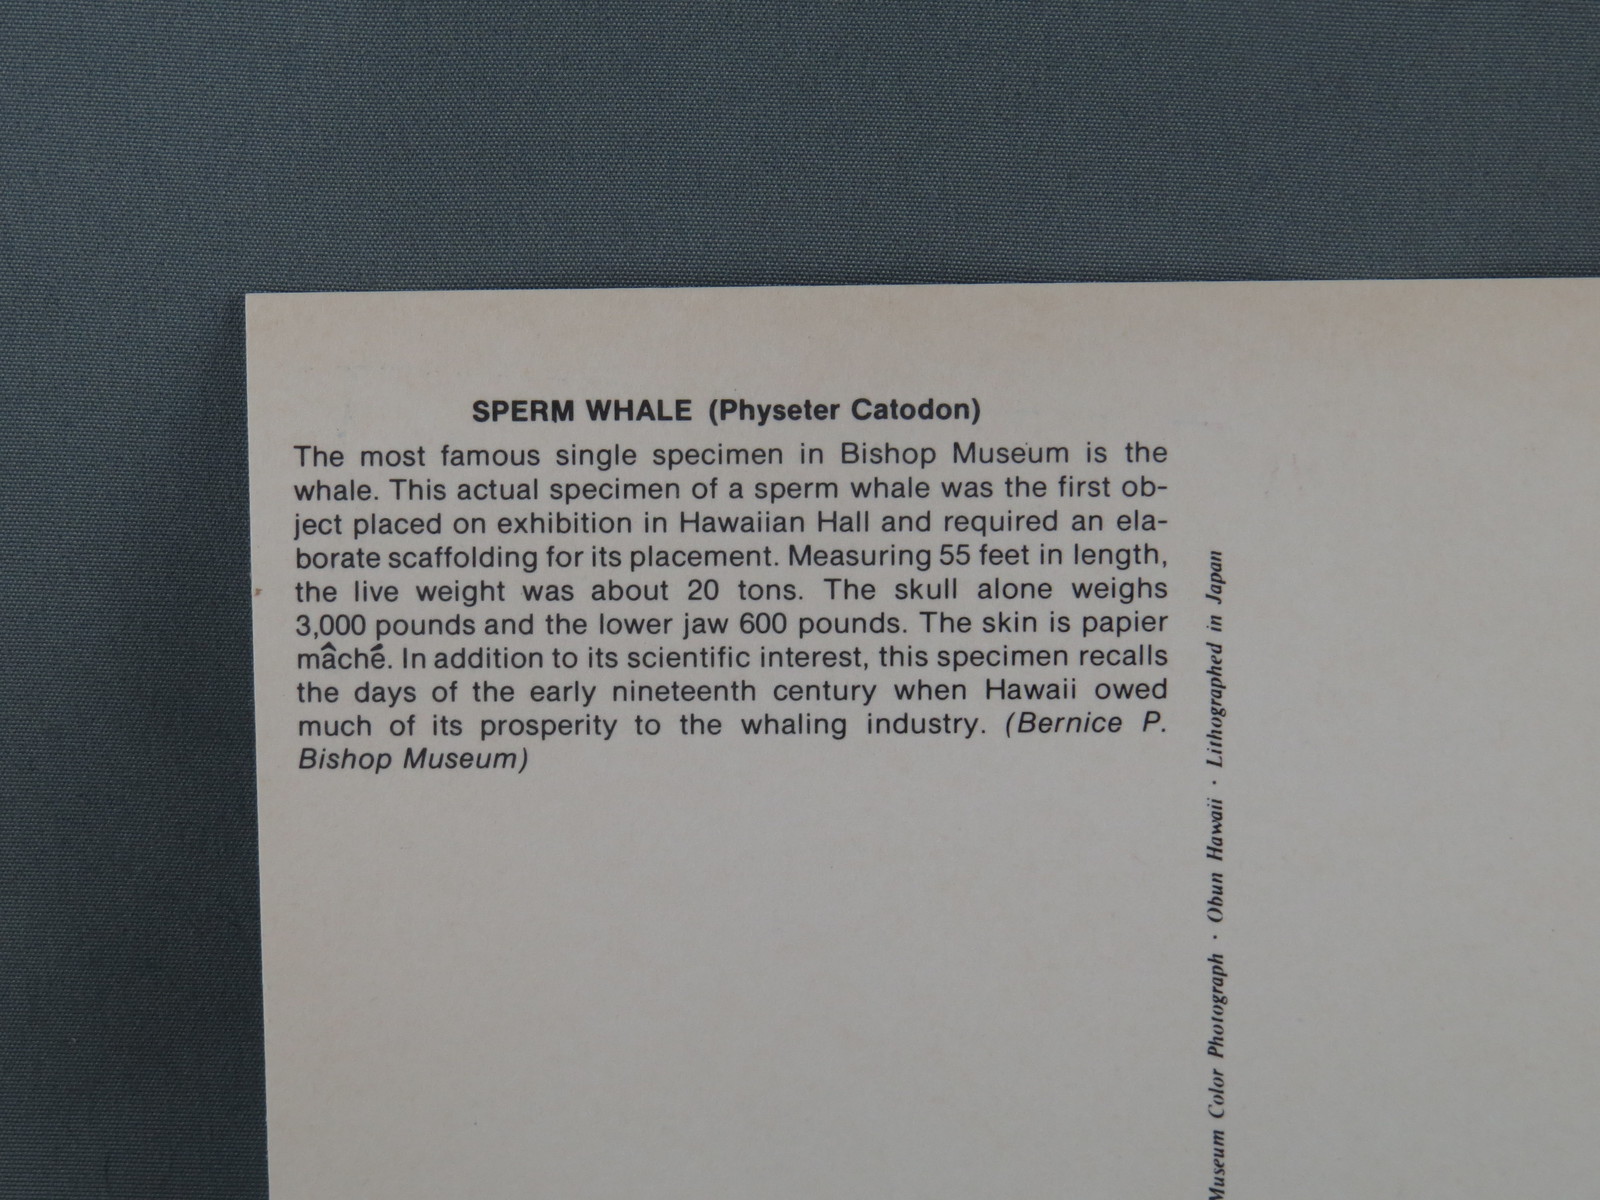 SPERM WHALE (Physeter Catodon)
The most famous single specimen in Bishop Museum is the
whale. This actual specimen of a sperm whale was the first ob-
ject placed on exhibition in Hawaiian Hall and required an ela-
borate scaffolding for its placement. Measuring 55 feet in length,
the live weight was about 20 tons. The skull alone weighs
3,000 pounds and the lower jaw 600 pounds. The skin is papier
mâché. In addition to its scientific interest, this specimen recalls
the days of the early nineteenth century when Hawaii owed
much of its prosperity to the whaling industry. (Bernice P.
Bishop Museum)
Museum Color Photograph · Obun Hawaii · Lithographed in Japan